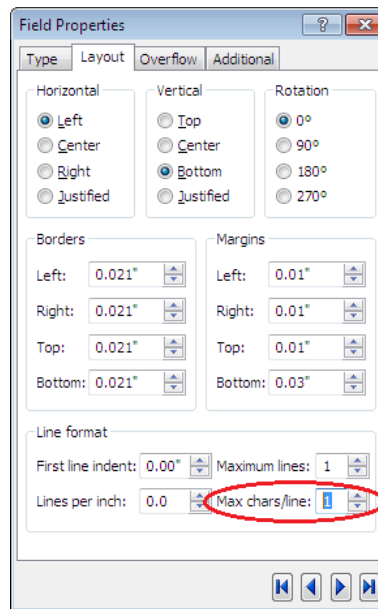 Field Properties
Type Layout Overflow Additional
Horizontal Vertical Rotation
Left Top 0°
Center Center 90°
Right Bottom 180°
Justified Justified 270°
Borders Margins
Left: 0.021" Left: 0.01"
Right: 0.021" Right: 0.01"
Top: 0.021" Top: 0.01"
Bottom: 0.021" Bottom: 0.03"
Line format
First line indent: 0.00" Maximum lines: 1
Lines per inch: 0.0 Max chars/line: 1